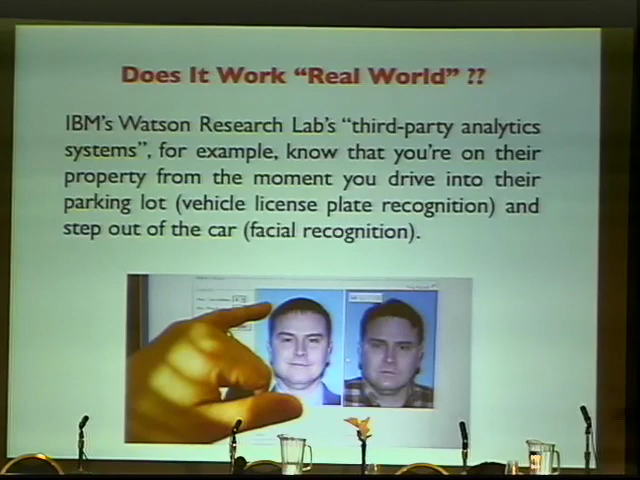 Does It Work “Real World” ??
IBM's Watson Research Lab's “third-party analytics
systems”, for example, know that you're on their
property from the moment you drive into their
parking lot (vehicle license plate recognition) and
step out of the car (facial recognition).